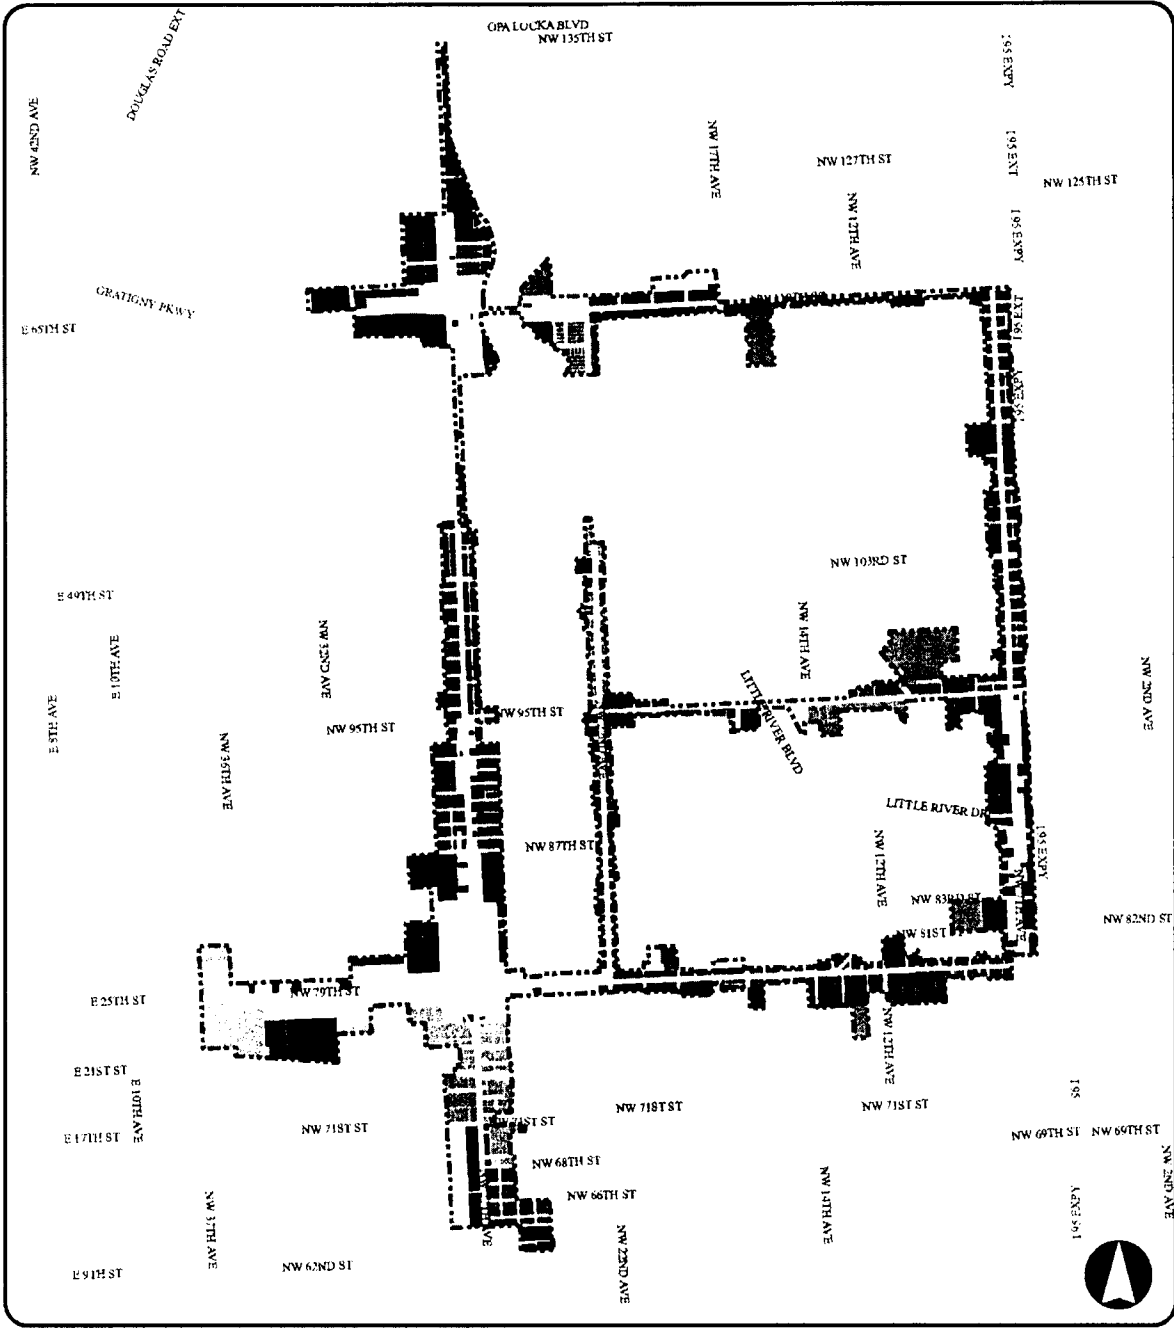 OPA LOCKA BLVD
NW 135TH ST
DOUGLAS ROAD EXT
I 95 EXPY
NW 42ND AVE
NW 17TH AVE
I 95 EXT
NW 127TH ST
NW 125TH ST
NW 12TH AVE
I 95 EXPY
GRATIGNY PKWY
E 65TH ST
I 95 EXT
I 95 EXPY
NW 103RD ST
E 49TH ST
NW 14TH AVE
E 10TH AVE
NW 32ND AVE
NW 2ND AVE
LITTLE RIVER BLVD
E 8TH AVE
NW 95TH ST
NW 95TH ST
NW 36TH AVE
LITTLE RIVER DR
NW 87TH ST
I 95 EXPY
NW 12TH AVE
NW 83RD ST
NW 81ST
NW 82ND ST
E 25TH ST
NW 79TH ST
NW 12TH AVE
E 21ST ST
E 10TH AVE
I 95
NW 71ST ST
NW 71ST ST
NW 71ST ST
NW 71ST ST
E 17TH ST
NW 69TH ST
NW 69TH ST
NW 68TH ST
NW 2ND AVE
NW 66TH ST
NW 14TH AVE
NW 37TH AVE
I 95 EXPY
NW 22ND AVE
NW 62ND ST
E 9TH ST